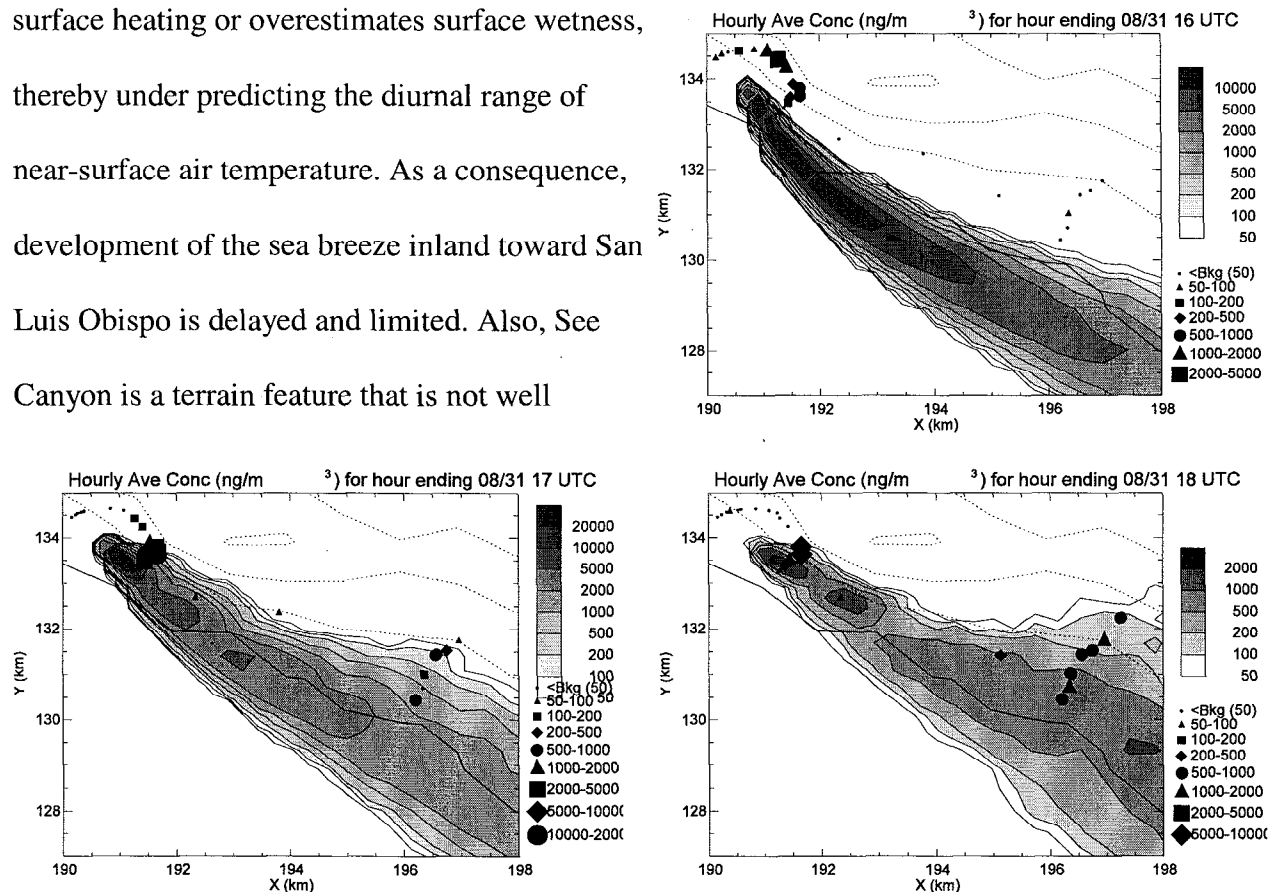 surface heating or overestimates surface wetness,
thereby under predicting the diurnal range of
near-surface air temperature. As a consequence,
development of the sea breeze inland toward San
Luis Obispo is delayed and limited. Also, See
Canyon is a terrain feature that is not well
Hourly Ave Conc (ng/m 3) for hour ending 08/31 16 UTC
134
132
130
128
Y (km)
190 192 194 196 198
X (km)
10000
5000
2000
1000
500
200
100
50
<Bkg (50)
50-100
100-200
200-500
500-1000
1000-2000
2000-5000
Hourly Ave Conc (ng/m 3) for hour ending 08/31 17 UTC
134
132
130
128
Y (km)
190 192 194 196 198
X (km)
20000
10000
5000
2000
1000
500
200
100
50
<Bkg (50)
50-100
100-200
200-500
500-1000
1000-2000
2000-5000
5000-1000
10000-200
Hourly Ave Conc (ng/m 3) for hour ending 08/31 18 UTC
134
132
130
128
Y (km)
190 192 194 196 198
X (km)
2000
1000
500
200
100
50
<Bkg (50)
50-100
100-200
200-500
500-1000
1000-2000
2000-5000
5000-1000